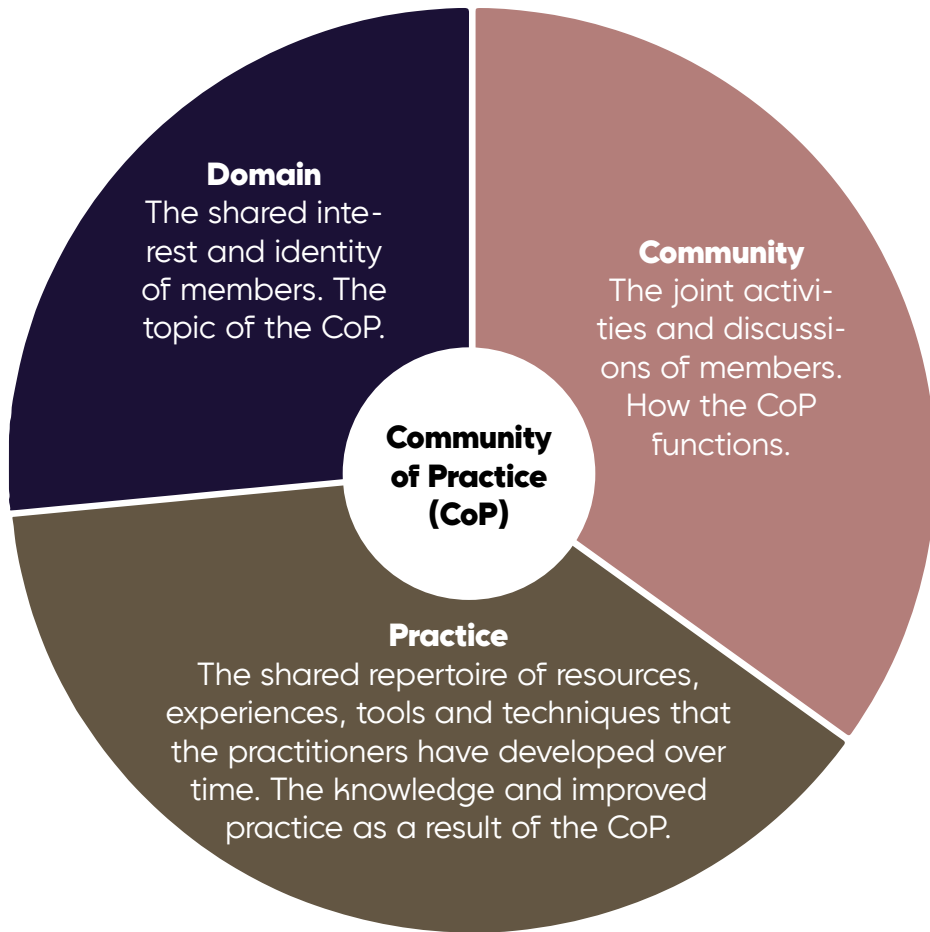 Domain
The shared inte-
rest and identity
of members. The
topic of the CoP.
Community
The joint activi-
ties and discussi-
ons of members.
How the CoP
functions.
Community
of Practice
(CoP)
Practice
The shared repertoire of resources,
experiences, tools and techniques that
the practitioners have developed over
time. The knowledge and improved
practice as a result of the CoP.